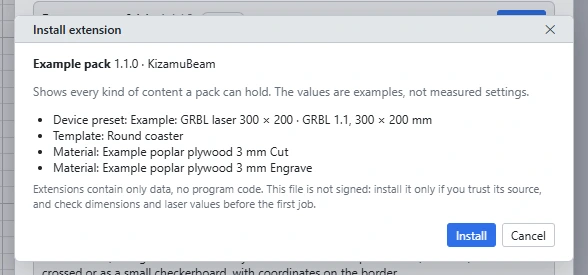 Install extension
Example pack 1.1.0 · KizamuBeam
Shows every kind of content a pack can hold. The values are examples, not measured settings.
• Device preset: Example: GRBL laser 300 × 200 · GRBL 1.1, 300 × 200 mm
• Template: Round coaster
• Material: Example poplar plywood 3 mm Cut
• Material: Example poplar plywood 3 mm Engrave
Extensions contain only data, no program code. This file is not signed: install it only if you trust its source,
and check dimensions and laser values before the first job.
Install Cancel
crossed or as a small checkerboard, with coordinates on the border.